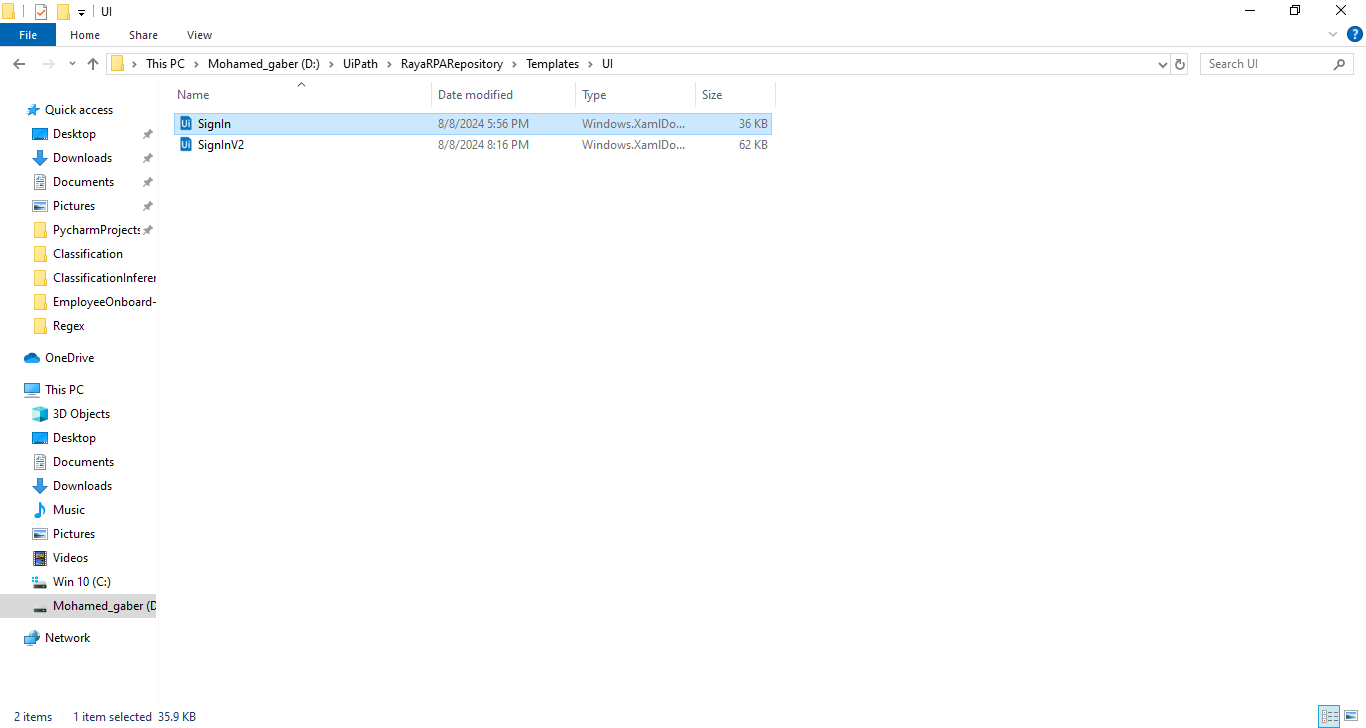 UI
File Home Share View
This PC Mohamed_gaber (D:) UiPath RayaRPARepository Templates UI
Search UI
Name Date modified Type Size
SignIn 8/8/2024 5:56 PM Windows.XamlDo... 36 KB
SignInV2 8/8/2024 8:16 PM Windows.XamlDo... 62 KB
Quick access
Desktop
Downloads
Documents
Pictures
PycharmProjects
Classification
ClassificationInferer
EmployeeOnboard-
Regex
OneDrive
This PC
3D Objects
Desktop
Documents
Downloads
Music
Pictures
Videos
Win 10 (C:)
Mohamed_gaber (D
Network
2 items 1 item selected 35.9 KB